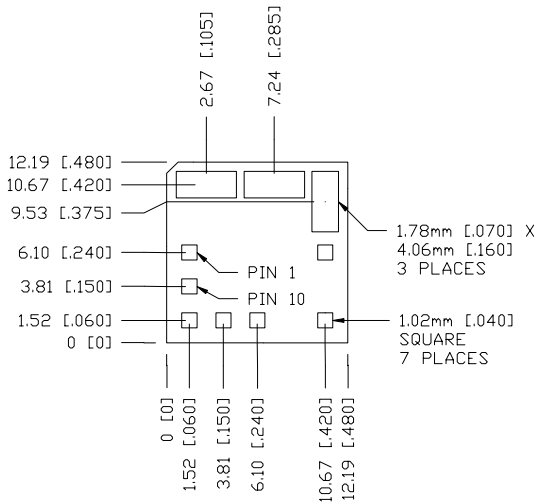 2.67 [.105]
7.24 [.285]
12.19 [.480]
10.67 [.420]
9.53 [.375]
1.78mm [.070] X
4.06mm [.160]
3 PLACES
6.10 [.240]
PIN 1
3.81 [.150]
PIN 10
1.52 [.060]
1.02mm [.040]
SQUARE
7 PLACES
0 [0]
0 [0]
1.52 [.060]
3.81 [.150]
6.10 [.240]
10.67 [.420]
12.19 [.480]